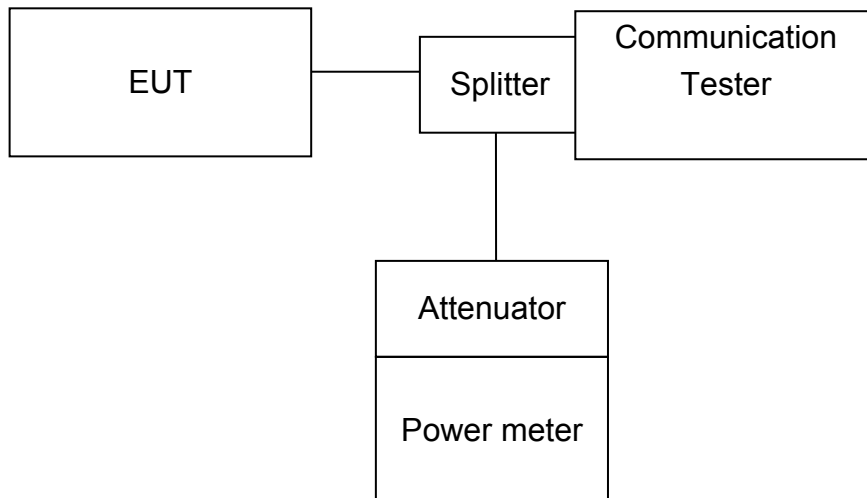 EUT
Splitter
Communication
Tester
Attenuator
Power meter